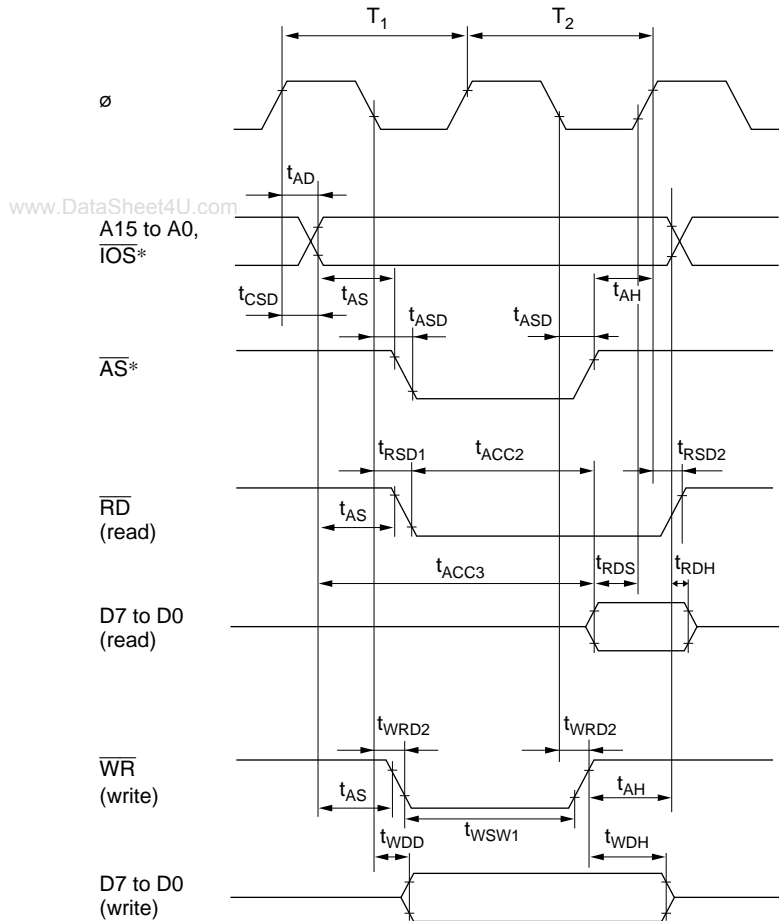 T1 T2
ø
tAD
www.DataSheet4U.com
A15 to A0,
IOS*
tCSD tAS tAH
tASD tASD
AS*
tRSD1 tACC2 tRSD2
RD
(read)
tAS
tACC3 tRDS tRDH
D7 to D0
(read)
tWRD2 tWRD2
WR
(write)
tAS tAH
tWSW1
tWDD tWDH
D7 to D0
(write)